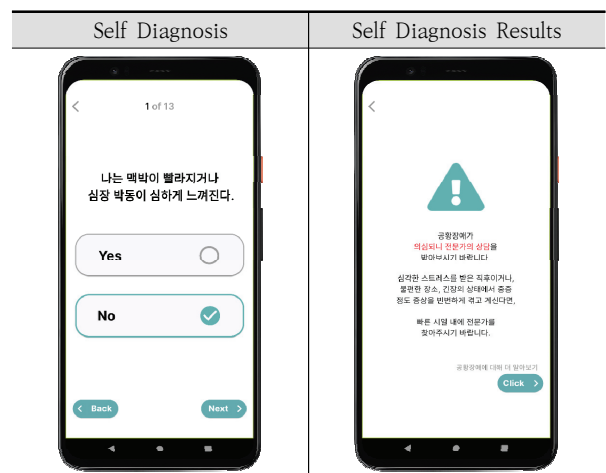 Self Diagnosis
Self Diagnosis Results
1 of 13
나는 맥박이 빨라지거나
심장 박동이 심하게 느껴진다.
Yes
No
Back
Next
공황장애가
의심되니 전문가의 상담을
받아보시기 바랍니다
심각한 스트레스를 받은 직후이거나,
불편한 장소, 긴장의 상태에서 중증
정도 증상을 빈번하게 겪고 계신다면,
빠른 시일 내에 전문가를
찾아주시기 바랍니다.
공황장애에 대해 더 알아보기
Click